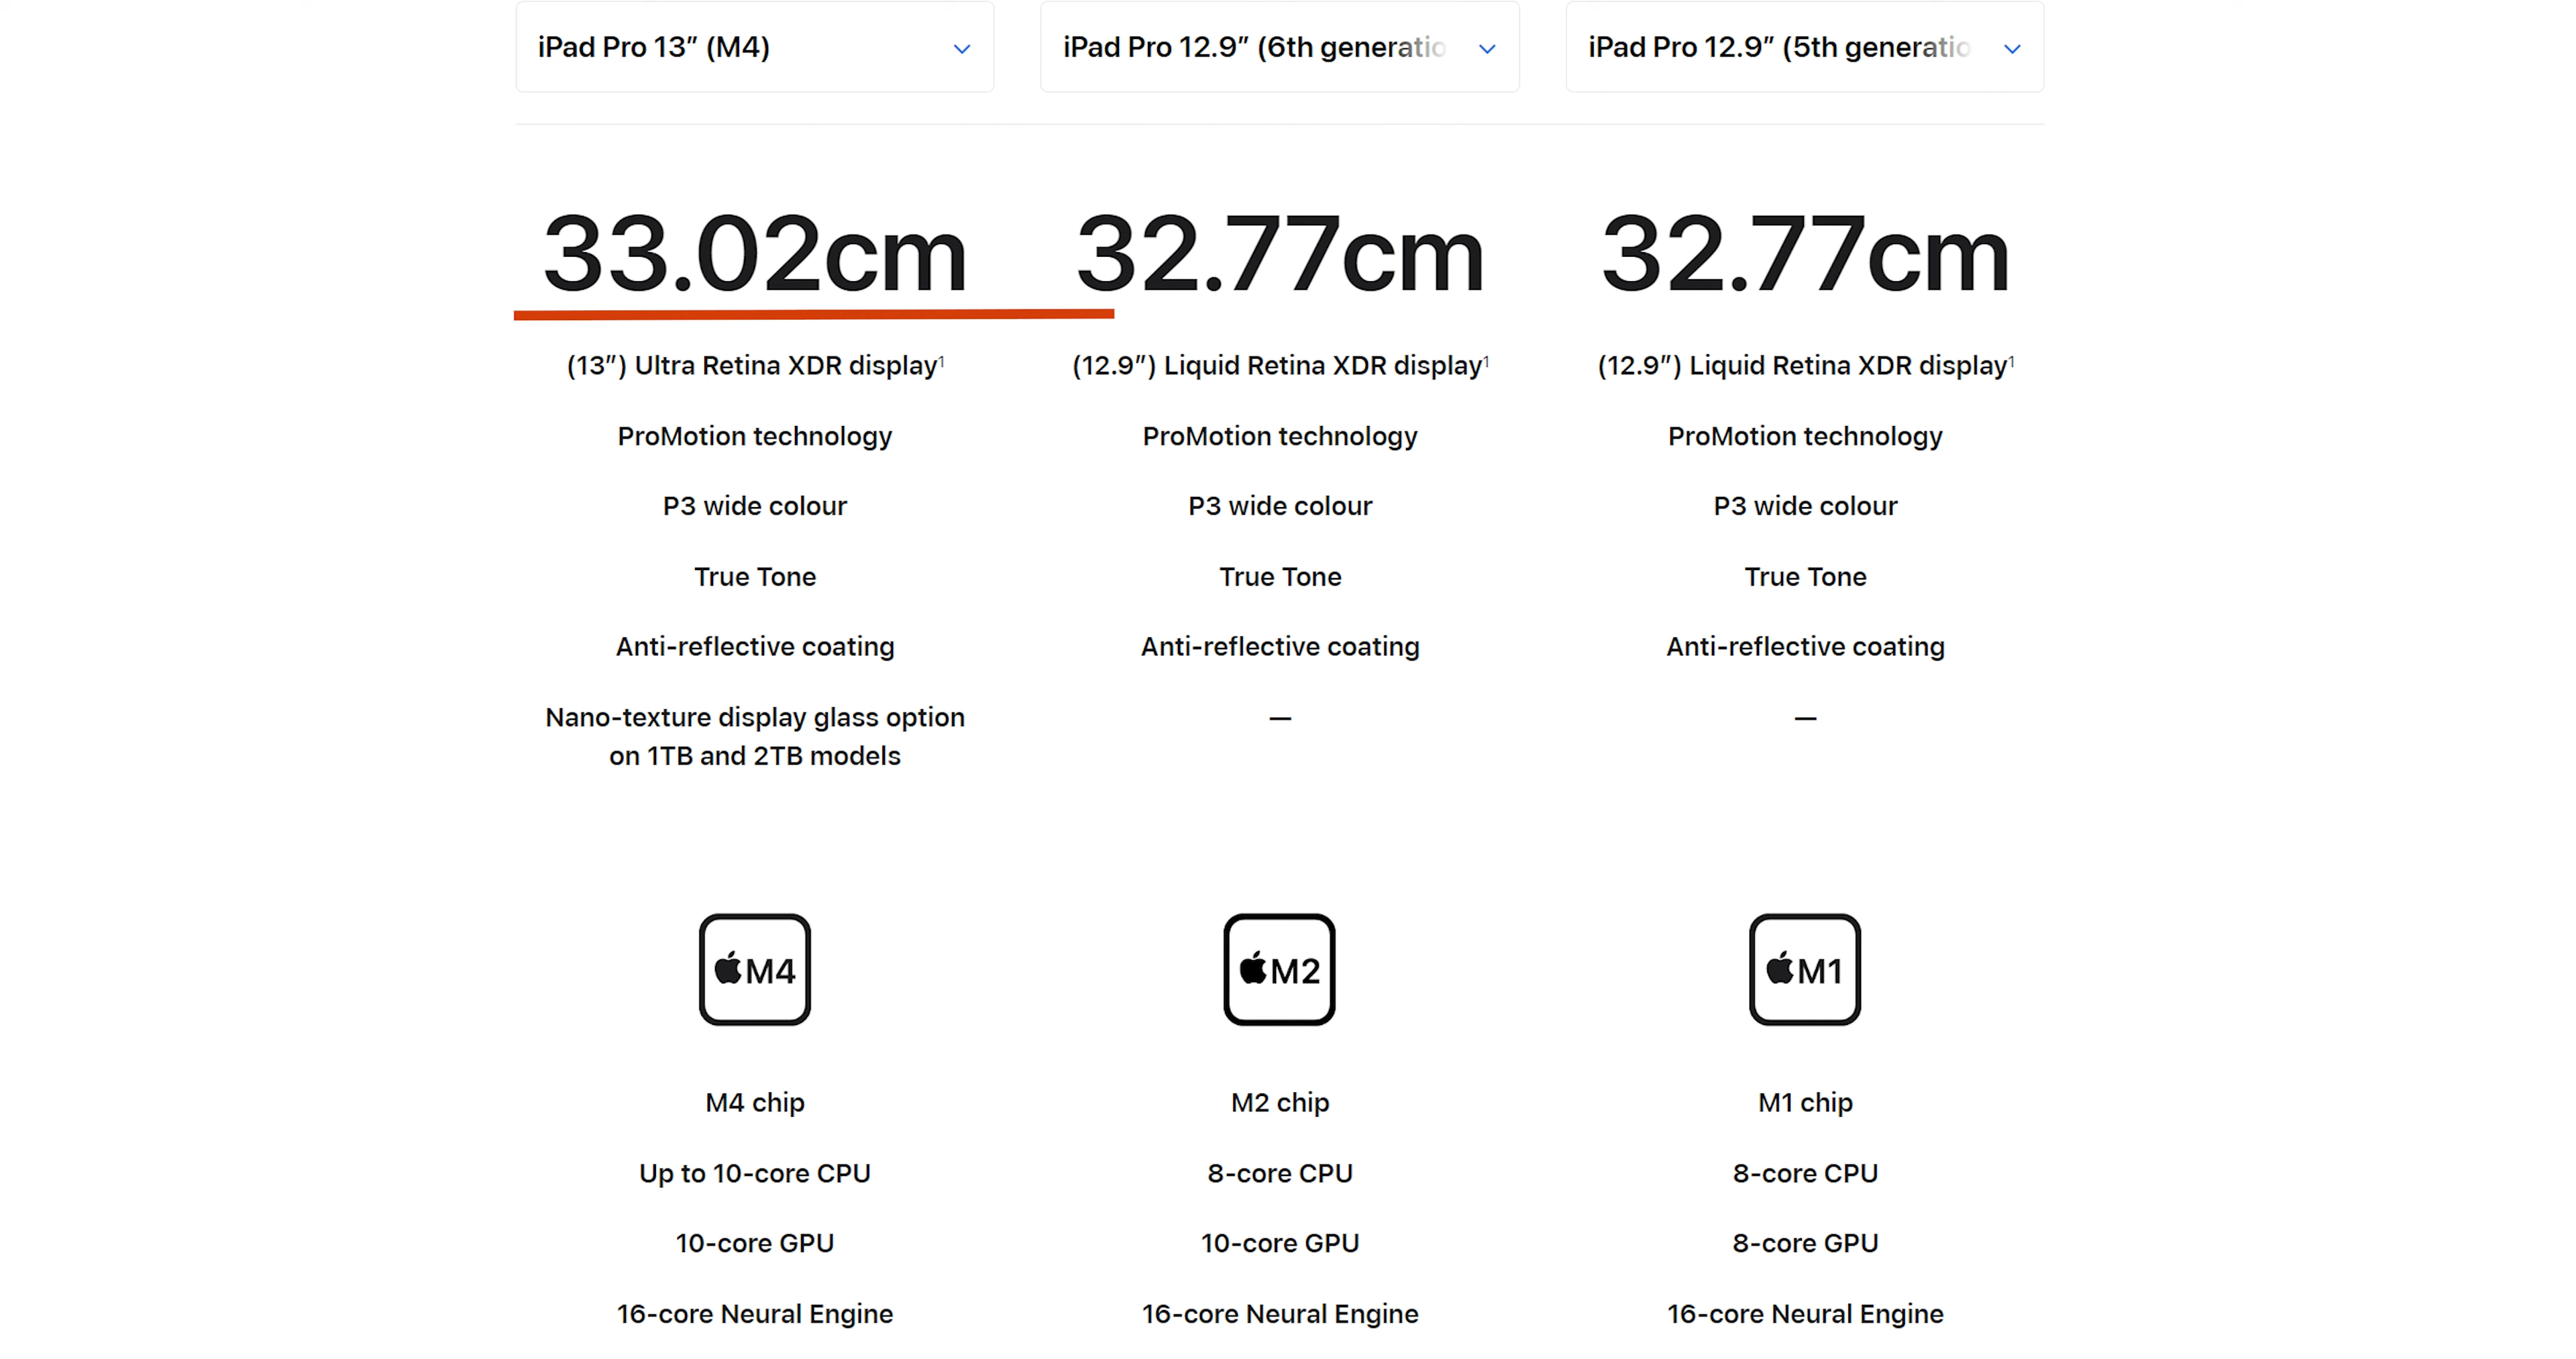 iPad Pro 13” (M4)
iPad Pro 12.9” (6th generatio
iPad Pro 12.9” (5th generatio
33.02cm
32.77cm
32.77cm
(13”) Ultra Retina XDR display¹
(12.9”) Liquid Retina XDR display¹
(12.9”) Liquid Retina XDR display¹
ProMotion technology
ProMotion technology
ProMotion technology
P3 wide colour
P3 wide colour
P3 wide colour
True Tone
True Tone
True Tone
Anti-reflective coating
Anti-reflective coating
Anti-reflective coating
Nano-texture display glass option
on 1TB and 2TB models
—
—
M4
M2
M1
M4 chip
M2 chip
M1 chip
Up to 10-core CPU
8-core CPU
8-core CPU
10-core GPU
10-core GPU
8-core GPU
16-core Neural Engine
16-core Neural Engine
16-core Neural Engine